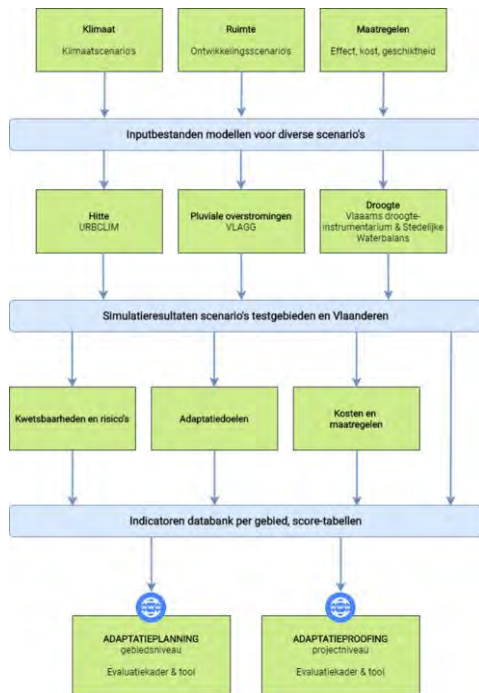 Klimaat
Klimaatscenario's
Ruimte
Ontwikkelingsscenario's
Maatregelen
Effect, kost, geschiktheid
Inputbestanden modellen voor diverse scenario's
Hitte
URBCLIM
Pluviale overstromingen
VLAGG
Droogte
Vlaams droogte-
instrumentarium & Stedelijke
Waterbalans
Simulatieresultaten scenario's testgebieden en Vlaanderen
Kwetsbaarheden en risico's
Adaptatiedoelen
Kosten en
maatregelen
Indicatoren databank per gebied, score-tabellen
ADAPTATIEPLANNING
gebiedsniveau
Evaluatiekader & tool
ADAPTATIEPROOFING
projectniveau
Evaluatiekader & tool